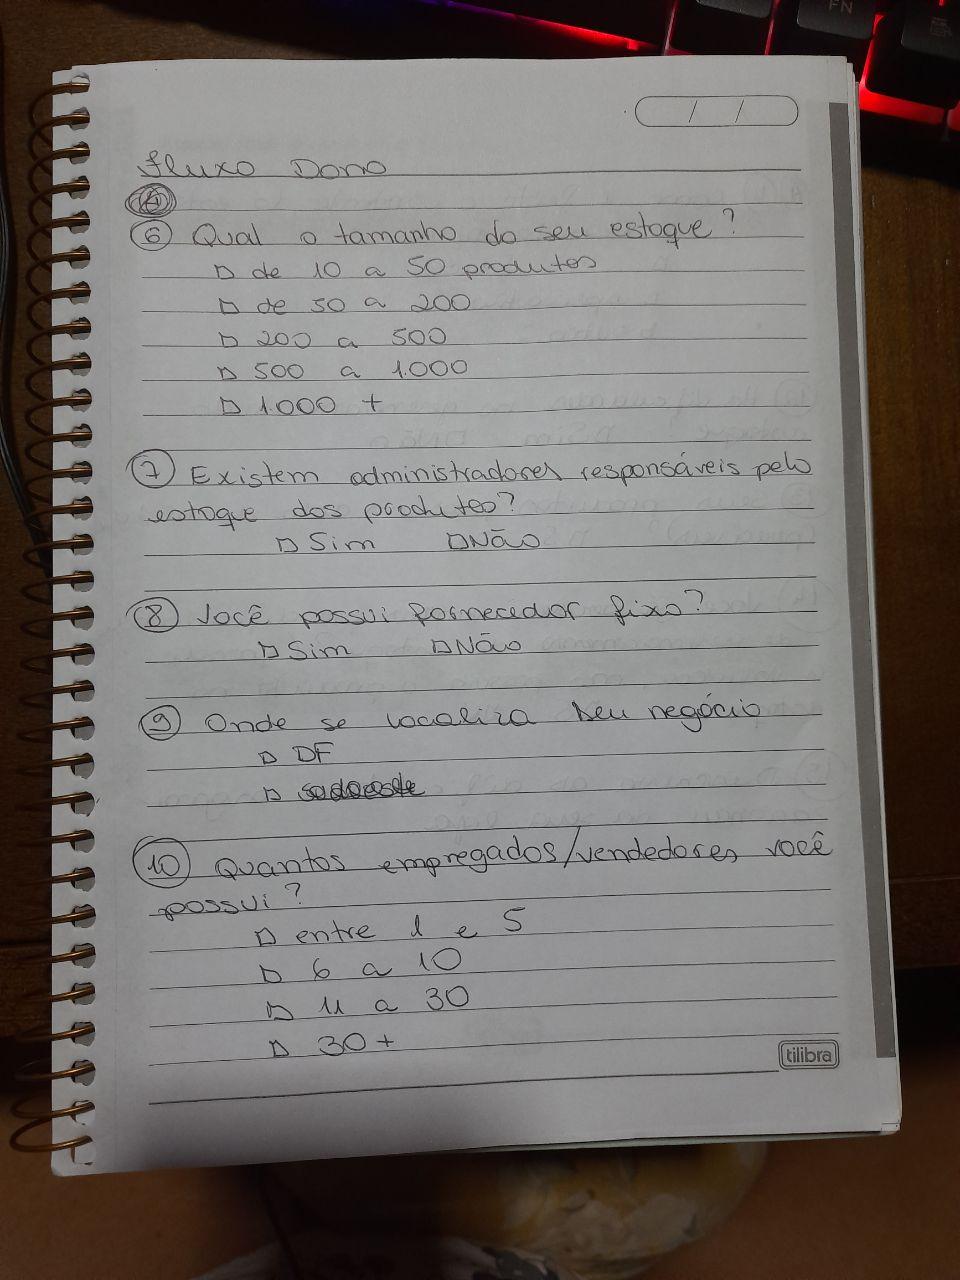 / /
Fluxo Dono
6 Qual o tamanho do seu estoque?
de 10 a 50 produtos
de 50 a 200
200 a 500
500 a 1.000
1.000 +
7 Existem administradores responsáveis pelo
estoque dos produtos?
Sim Não
8 Você possui fornecedor fixo?
Sim Não
9 Onde se localiza seu negócio
DF
10 Quantos empregados/vendedores você
possui?
entre 1 e 5
6 a 10
11 a 30
30+
tilibra
FN